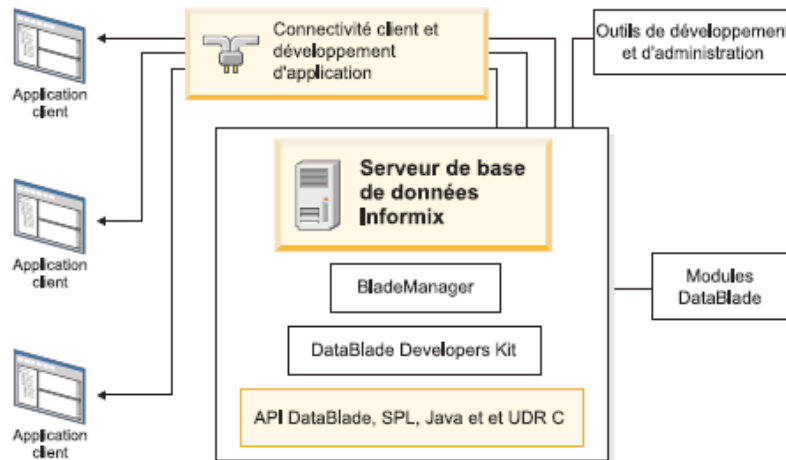 Connectivité client et
développement
d'application
Outils de développement
et d'administration
Application
client
Serveur de base
de données
Informix
Application
client
BladeManager
Modules
DataBlade
DataBlade Developers Kit
API DataBlade, SPL, Java et et UDR C
Application
client